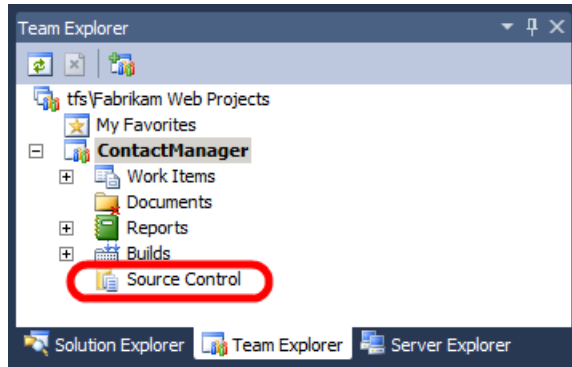 Team Explorer
tfs\Fabrikam Web Projects
My Favorites
ContactManager
Work Items
Documents
Reports
Builds
Source Control
Solution Explorer Team Explorer Server Explorer